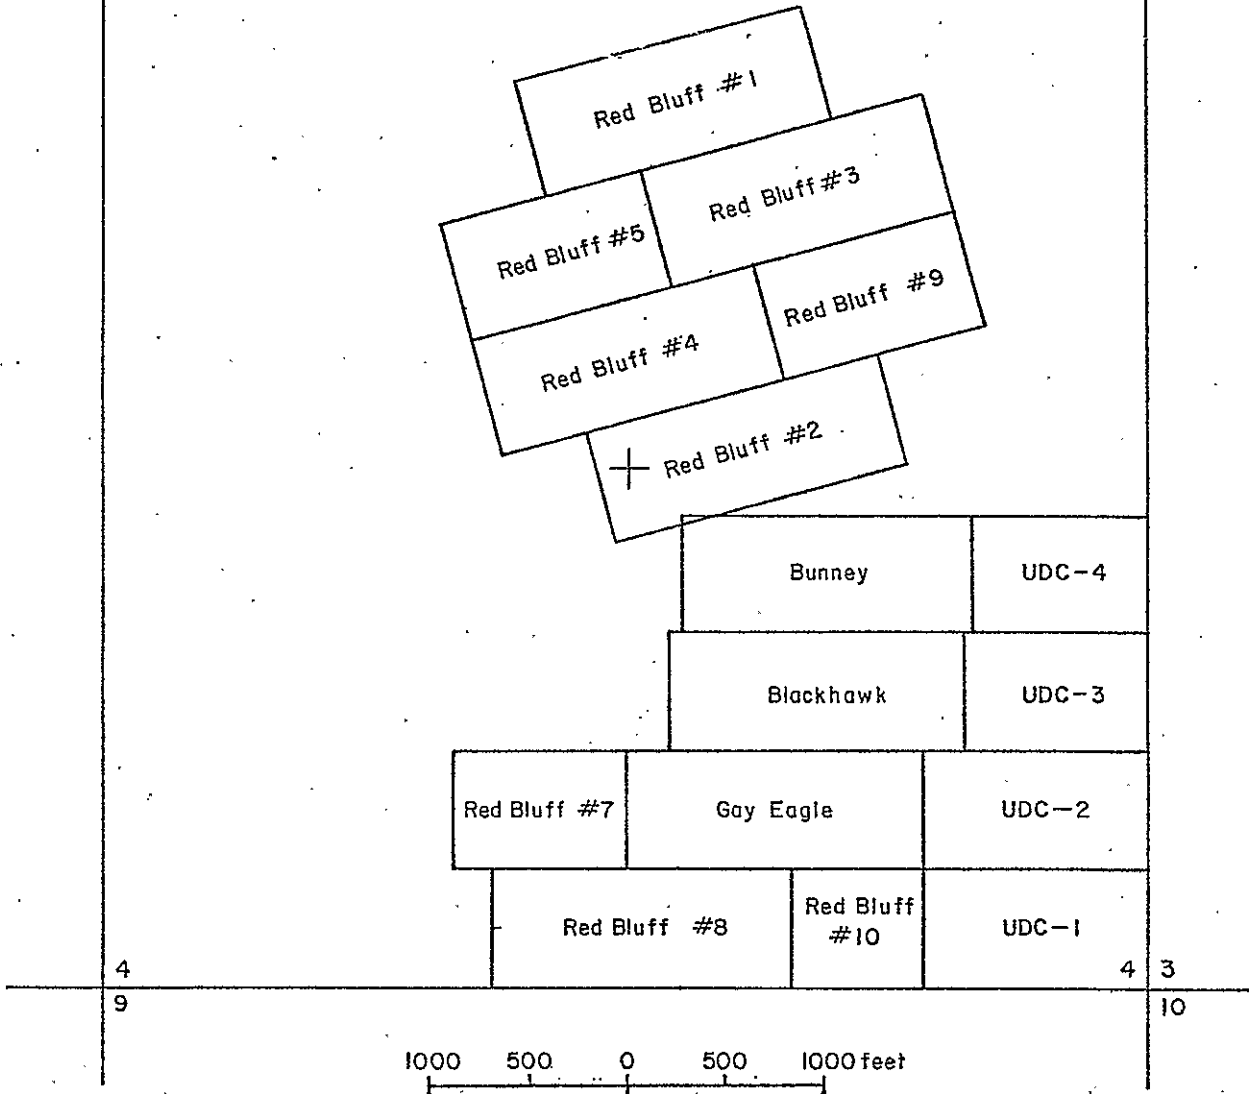 Red Bluff #1
Red Bluff #3
Red Bluff #5
Red Bluff #9
Red Bluff #4
Red Bluff #2
Bunney
UDC-4
Blackhawk
UDC-3
Red Bluff #7
Gay Eagle
UDC-2
Red Bluff #8
Red Bluff
#10
UDC-1
4
4 3
9
10
1000 500 0 500 1000 feet